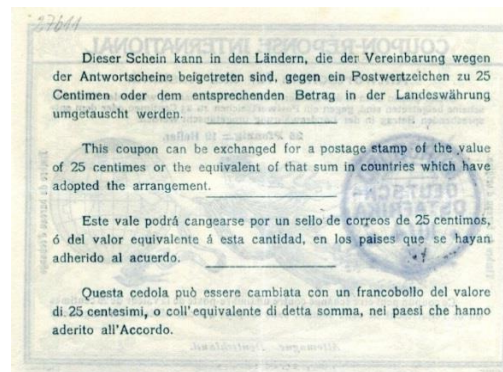 27611
Dieser Schein kann in den Ländern, die der Vereinbarung wegen
der Antwortscheine beigetreten sind, gegen ein Postwertzeichen zu 25
Centimen oder dem entsprechenden Betrag in der Landeswährung
umgetauscht werden.
This coupon can be exchanged for a postage stamp of the value
of 25 centimes or the equivalent of that sum in countries which have
adopted the arrangement.
Este vale podrá cangearse por un sello de correos de 25 centimos,
ó del valor equivalente á esta cantidad, en los paises que se hayan
adherido al acuerdo.
Questa cedola può essere cambiata con un francobollo del valore
di 25 centesimi, o coll'equivalente di detta somma, nei paesi che hanno
aderito all'Accordo.